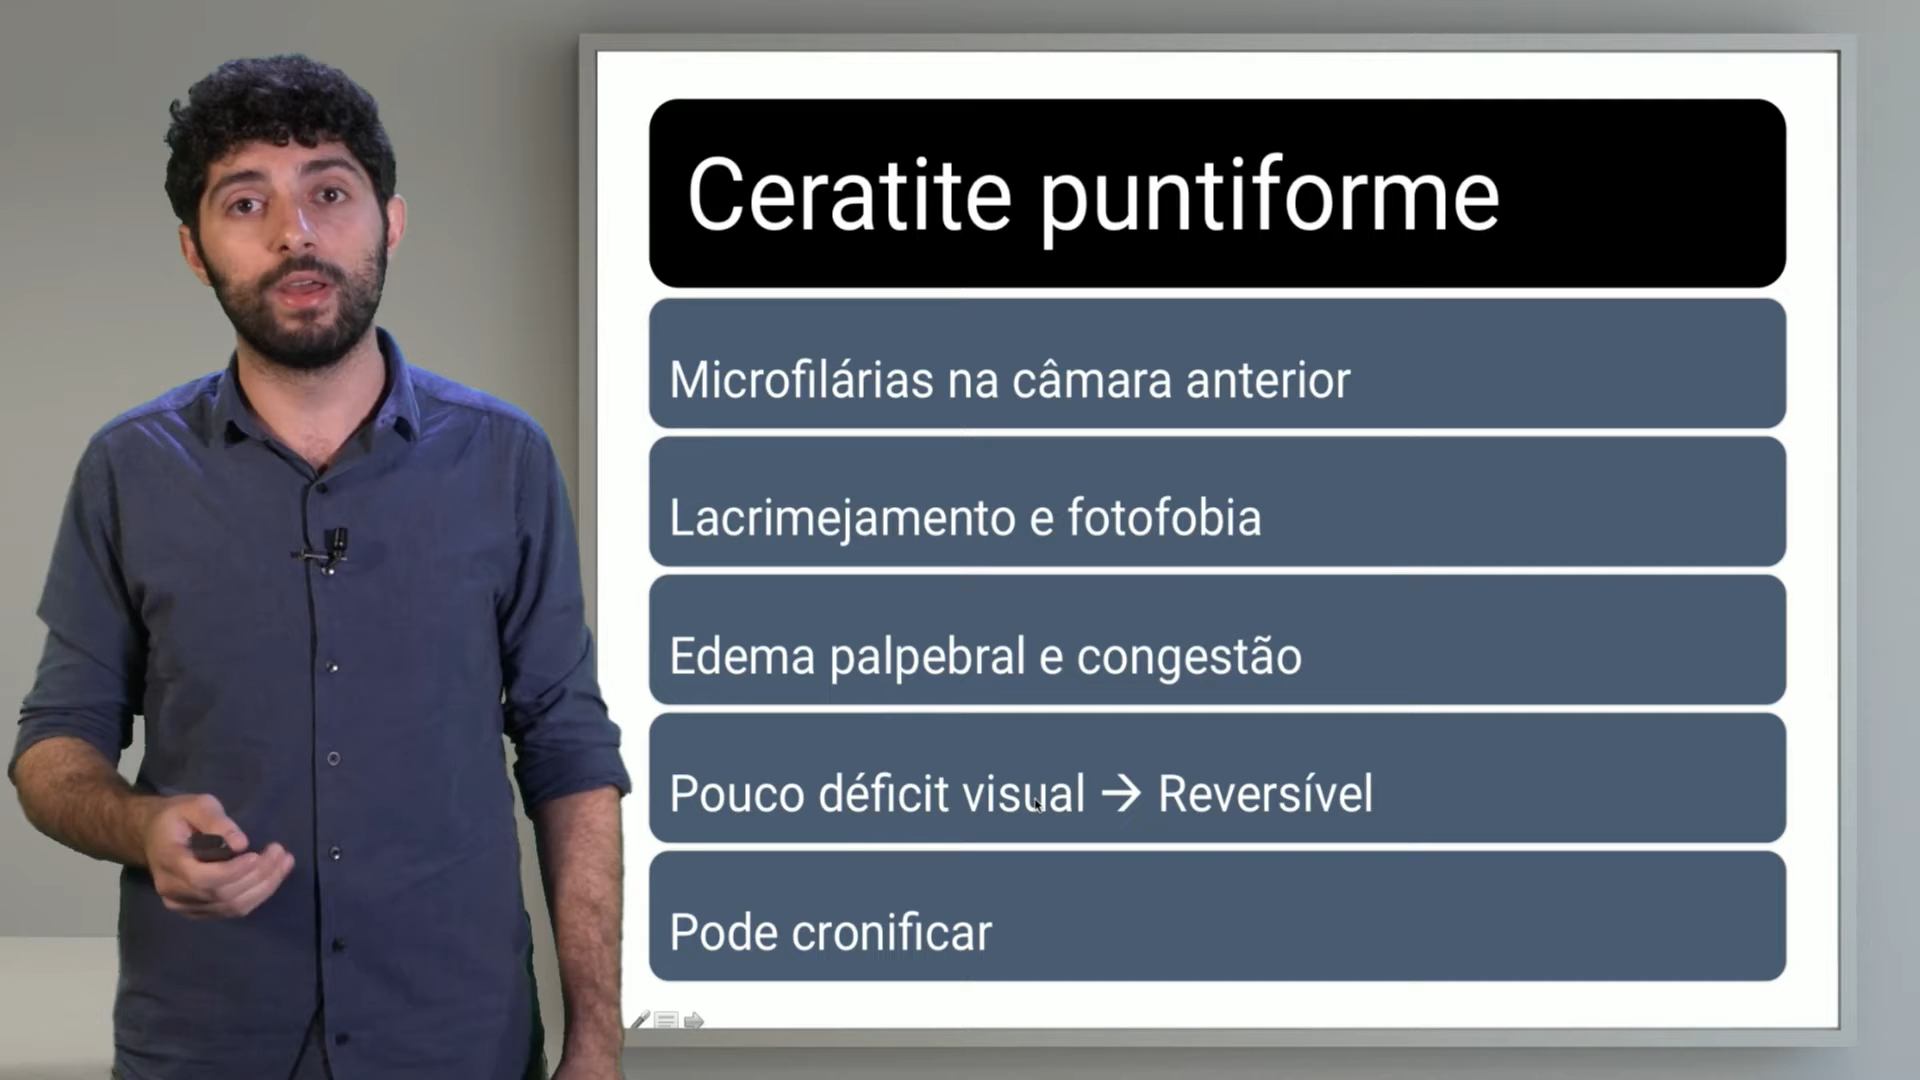 Ceratite puntiforme
Microfilárias na câmara anterior
Lacrimejamento e fotofobia
Edema palpebral e congestão
Pouco déficit visual → Reversível
Pode cronificar